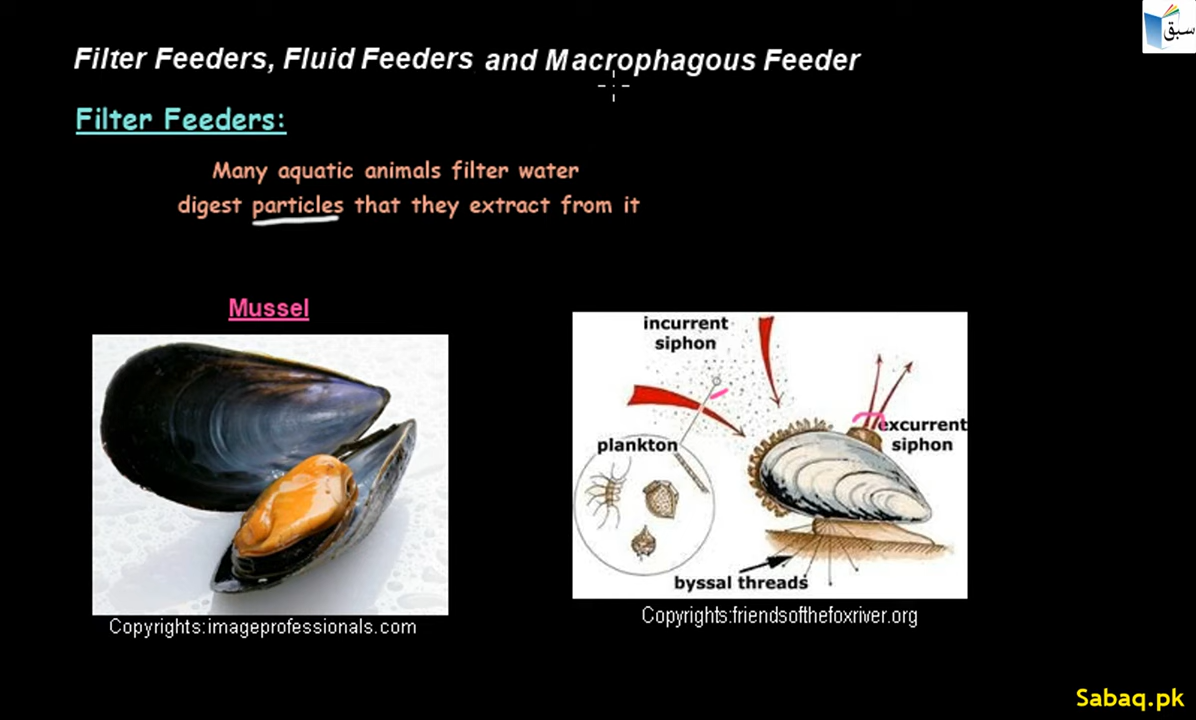 سبق
Filter Feeders, Fluid Feeders and Macrophagous Feeder
Filter Feeders:
Many aquatic animals filter water
digest particles that they extract from it
Mussel
incurrent
siphon
plankton
excurrent
siphon
byssal threads
Copyrights:imageprofessionals.com
Copyrights:friendsofthefoxriver.org
Sabaq.pk